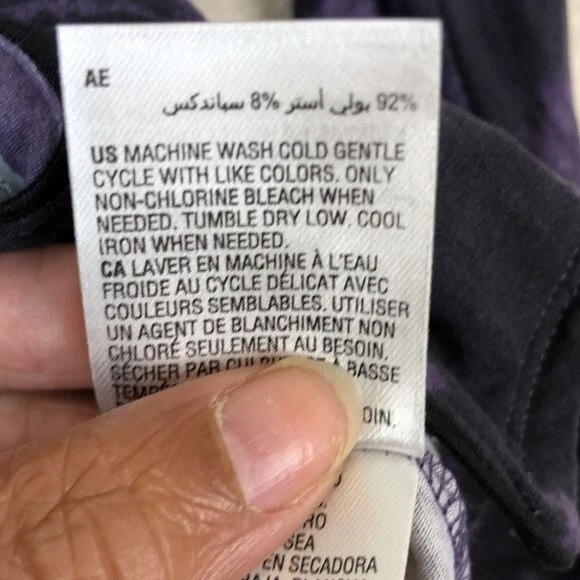 AE
92% بولي أستر 8% سباندكس
US MACHINE WASH COLD GENTLE
CYCLE WITH LIKE COLORS. ONLY
NON-CHLORINE BLEACH WHEN
NEEDED. TUMBLE DRY LOW. COOL
IRON WHEN NEEDED.
CA LAVER EN MACHINE À L'EAU
FROIDE AU CYCLE DÉLICAT AVEC
COULEURS SEMBLABLES. UTILISER
UN AGENT DE BLANCHIMENT NON
CHLORÉ SEULEMENT AU BESOIN.
SÉCHER PAR À BASSE
EN SECADORA